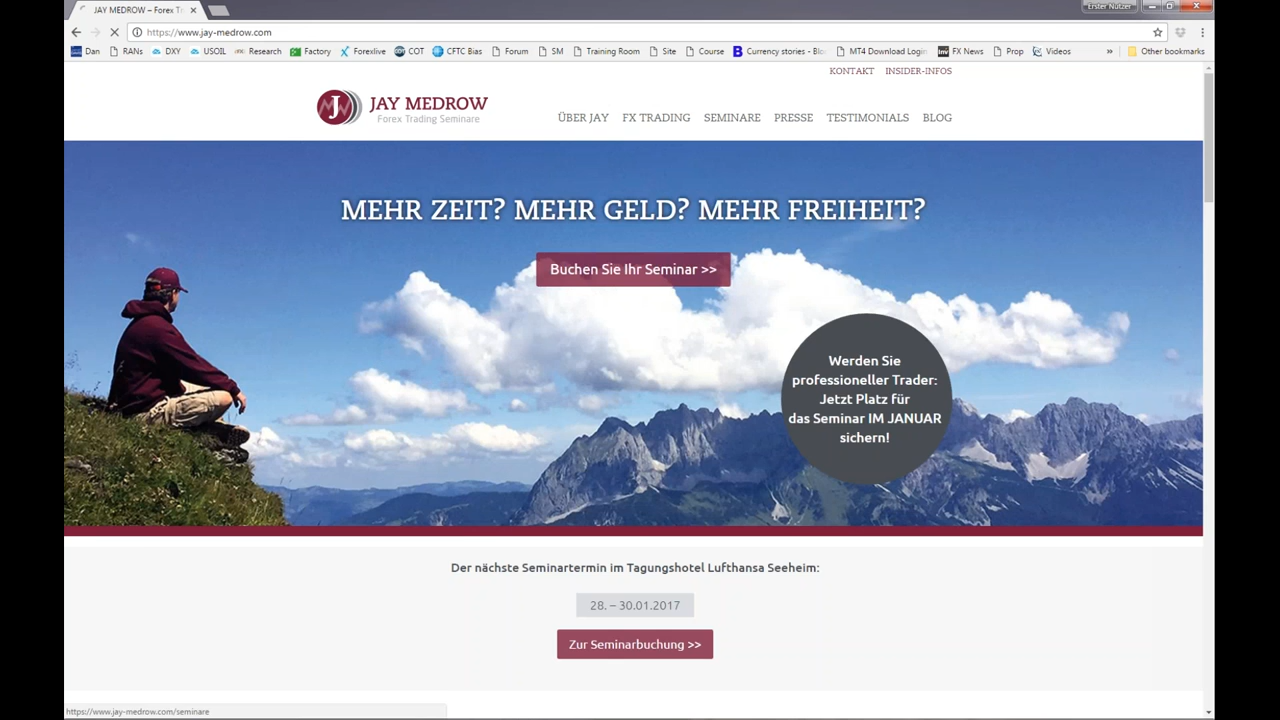 JAY MEDROW – Forex Tr
Erster Nutzer
https://www.jay-medrow.com
Dan
RANs
DXY
USOIL
Research
Factory
Forexlive
COT
CFTC Bias
Forum
SM
Training Room
Site
Course
Currency stories - Blo
MT4 Download Login
FX News
Prop
Videos
»
Other bookmarks
KONTAKT
INSIDER-INFOS
JAY MEDROW
Forex Trading Seminare
ÜBER JAY
FX TRADING
SEMINARE
PRESSE
TESTIMONIALS
BLOG
MEHR ZEIT? MEHR GELD? MEHR FREIHEIT?
Buchen Sie Ihr Seminar >>
Werden Sie
professioneller Trader:
Jetzt Platz für
das Seminar IM JANUAR
sichern!
Der nächste Seminartermin im Tagungshotel Lufthansa Seeheim:
28. – 30.01.2017
Zur Seminarbuchung >>
https://www.jay-medrow.com/seminare